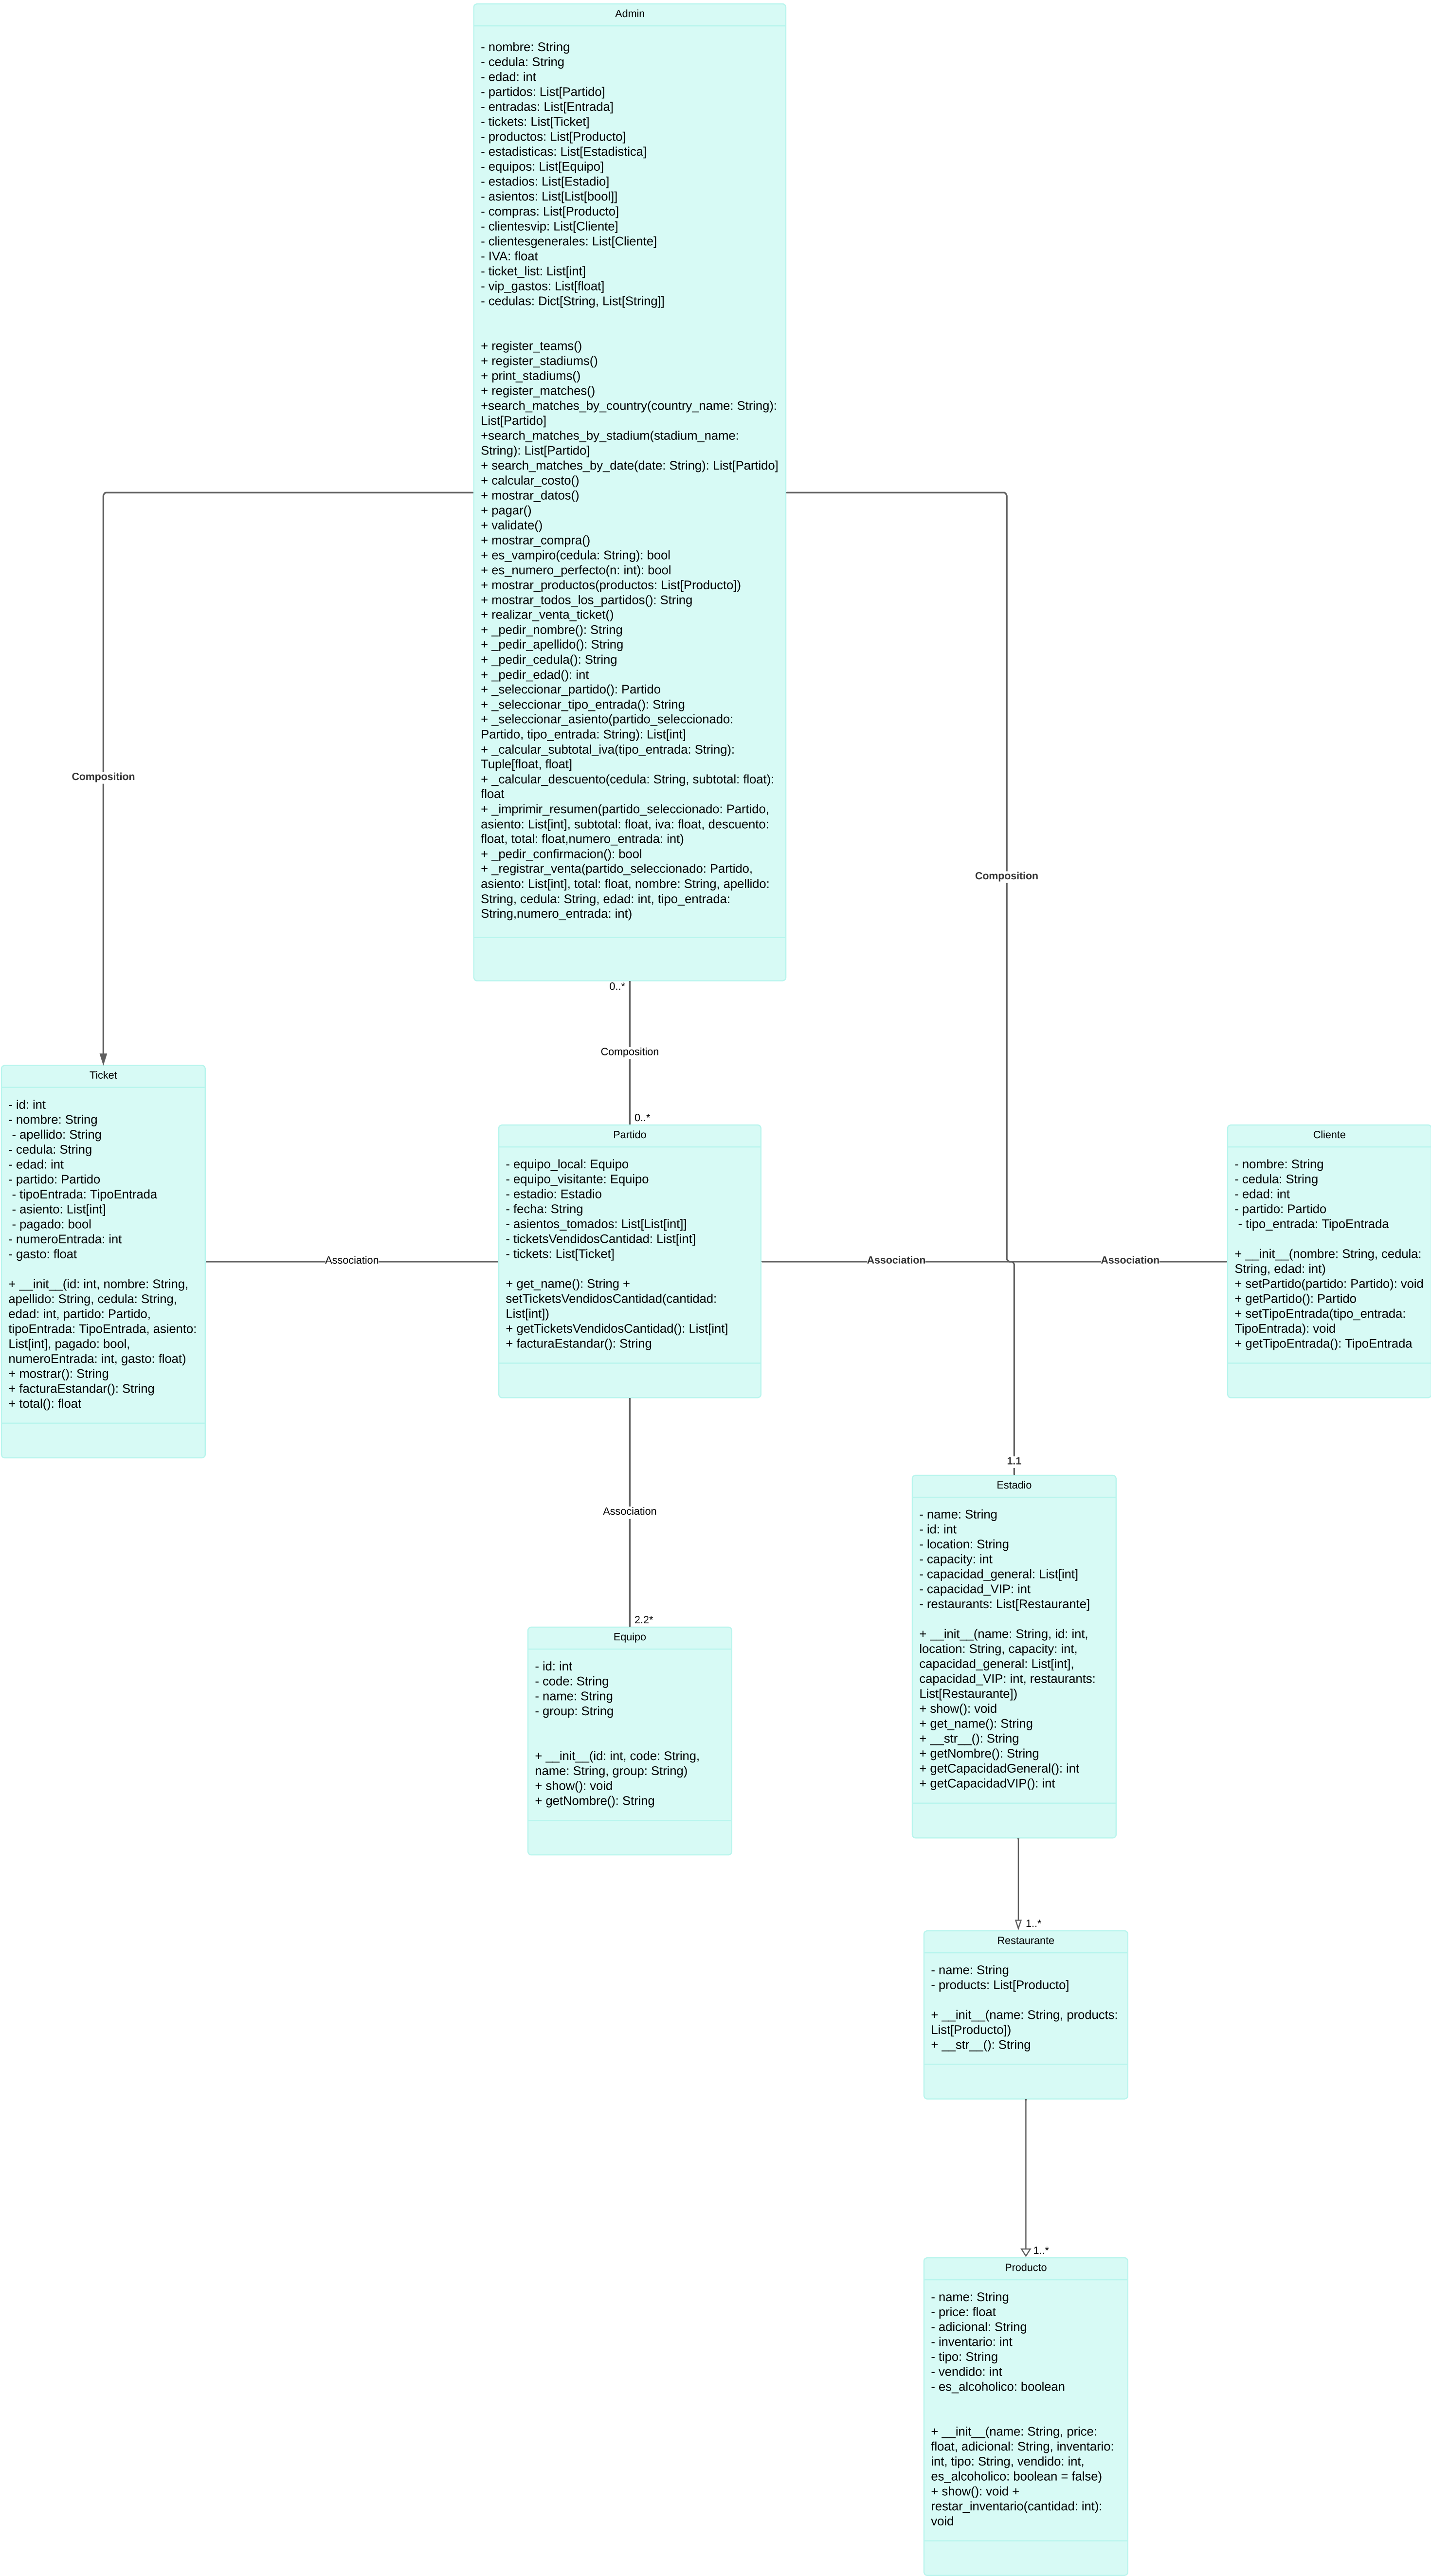 Admin
- nombre: String
- cedula: String
- edad: int
- partidos: List[Partido]
- entradas: List[Entrada]
- tickets: List[Ticket]
- productos: List[Producto]
- estadisticas: List[Estadistica]
- equipos: List[Equipo]
- estadios: List[Estadio]
- asientos: List[List[bool]]
- compras: List[Producto]
- clientesvip: List[Cliente]
- clientesgenerales: List[Cliente]
- IVA: float
- ticket_list: List[int]
- vip_gastos: List[float]
- cedulas: Dict[String, List[String]]
+ register_teams()
+ register_stadiums()
+ print_stadiums()
+ register_matches()
+search_matches_by_country(country_name: String):
List[Partido]
+search_matches_by_stadium(stadium_name:
String): List[Partido]
+ search_matches_by_date(date: String): List[Partido]
+ calcular_costo()
+ mostrar_datos()
+ pagar()
+ validate()
+ mostrar_compra()
+ es_vampiro(cedula: String): bool
+ es_numero_perfecto(n: int): bool
+ mostrar_productos(productos: List[Producto])
+ mostrar_todos_los_partidos(): String
+ realizar_venta_ticket()
+ _pedir_nombre(): String
+ _pedir_apellido(): String
+ _pedir_cedula(): String
+ _pedir_edad(): int
+ _seleccionar_partido(): Partido
+ _seleccionar_tipo_entrada(): String
+ _seleccionar_asiento(partido_seleccionado:
Partido, tipo_entrada: String): List[int]
+ _calcular_subtotal_iva(tipo_entrada: String):
Tuple[float, float]
+ _calcular_descuento(cedula: String, subtotal: float):
float
+ _imprimir_resumen(partido_seleccionado: Partido,
asiento: List[int], subtotal: float, iva: float, descuento:
float, total: float,numero_entrada: int)
+ _pedir_confirmacion(): bool
+ _registrar_venta(partido_seleccionado: Partido,
asiento: List[int], total: float, nombre: String, apellido:
String, cedula: String, edad: int, tipo_entrada:
String,numero_entrada: int)
Composition
Composition
0..*
Composition
0..*
Ticket
- id: int
- nombre: String
- apellido: String
- cedula: String
- edad: int
- partido: Partido
- tipoEntrada: TipoEntrada
- asiento: List[int]
- pagado: bool
- numeroEntrada: int
- gasto: float
+ __init__(id: int, nombre: String,
apellido: String, cedula: String,
edad: int, partido: Partido,
tipoEntrada: TipoEntrada, asiento:
List[int], pagado: bool,
numeroEntrada: int, gasto: float)
+ mostrar(): String
+ facturaEstandar(): String
+ total(): float
Association
Partido
- equipo_local: Equipo
- equipo_visitante: Equipo
- estadio: Estadio
- fecha: String
- asientos_tomados: List[List[int]]
- ticketsVendidosCantidad: List[int]
- tickets: List[Ticket]
+ get_name(): String +
setTicketsVendidosCantidad(cantidad:
List[int])
+ getTicketsVendidosCantidad(): List[int]
+ facturaEstandar(): String
Association
Association
Cliente
- nombre: String
- cedula: String
- edad: int
- partido: Partido
- tipo_entrada: TipoEntrada
+ __init__(nombre: String, cedula:
String, edad: int)
+ setPartido(partido: Partido): void
+ getPartido(): Partido
+ setTipoEntrada(tipo_entrada:
TipoEntrada): void
+ getTipoEntrada(): TipoEntrada
Association
2.2*
Equipo
- id: int
- code: String
- name: String
- group: String
+ __init__(id: int, code: String,
name: String, group: String)
+ show(): void
+ getNombre(): String
1.1
Estadio
- name: String
- id: int
- location: String
- capacity: int
- capacidad_general: List[int]
- capacidad_VIP: int
- restaurants: List[Restaurante]
+ __init__(name: String, id: int,
location: String, capacity: int,
capacidad_general: List[int],
capacidad_VIP: int, restaurants:
List[Restaurante])
+ show(): void
+ get_name(): String
+ __str__(): String
+ getNombre(): String
+ getCapacidadGeneral(): int
+ getCapacidadVIP(): int
1..*
Restaurante
- name: String
- products: List[Producto]
+ __init__(name: String, products:
List[Producto])
+ __str__(): String
1..*
Producto
- name: String
- price: float
- adicional: String
- inventario: int
- tipo: String
- vendido: int
- es_alcoholico: boolean
+ __init__(name: String, price:
float, adicional: String, inventario:
int, tipo: String, vendido: int,
es_alcoholico: boolean = false)
+ show(): void +
restar_inventario(cantidad: int):
void